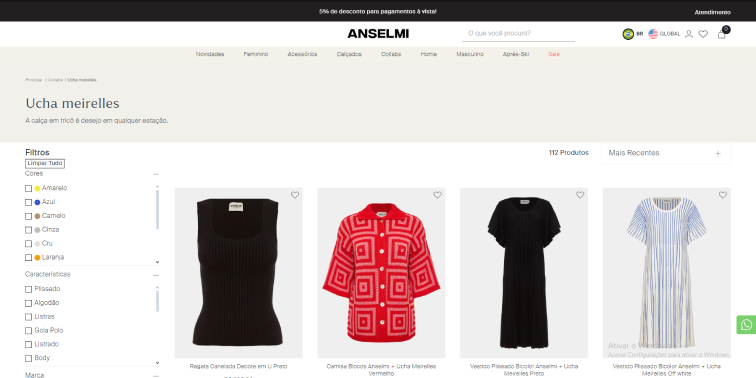 5% de desconto para pagamentos à vista!
Atendimento
ANSELMI
O que você procura?
BR
GLOBAL
0
Novidades
Feminino
Acessórios
Calçados
Collabs
Home
Masculino
Après-Ski
Sale
Principal / Collabs / Ucha meirelles
Ucha meirelles
A calça em tricô é desejo em qualquer estação.
Filtros
Limpar Tudo
112 Produtos
Mais Recentes
Cores
Amarelo
Azul
Camelo
Cinza
Cru
Laranja
Características
Plissado
Algodão
Listras
Gola Polo
Listrado
Body
Marca
Regata Canelada Decote em U Preto
Camisa Blocos Anselmi + Ucha Meirelles
Vermelho
Vestido Plissado Bicolor Anselmi + Ucha
Meirelles Preto
Vestido Plissado Bicolor Anselmi + Ucha
Meirelles Off white
Ativar o Windows
Acesse Configurações para ativar o Windows.